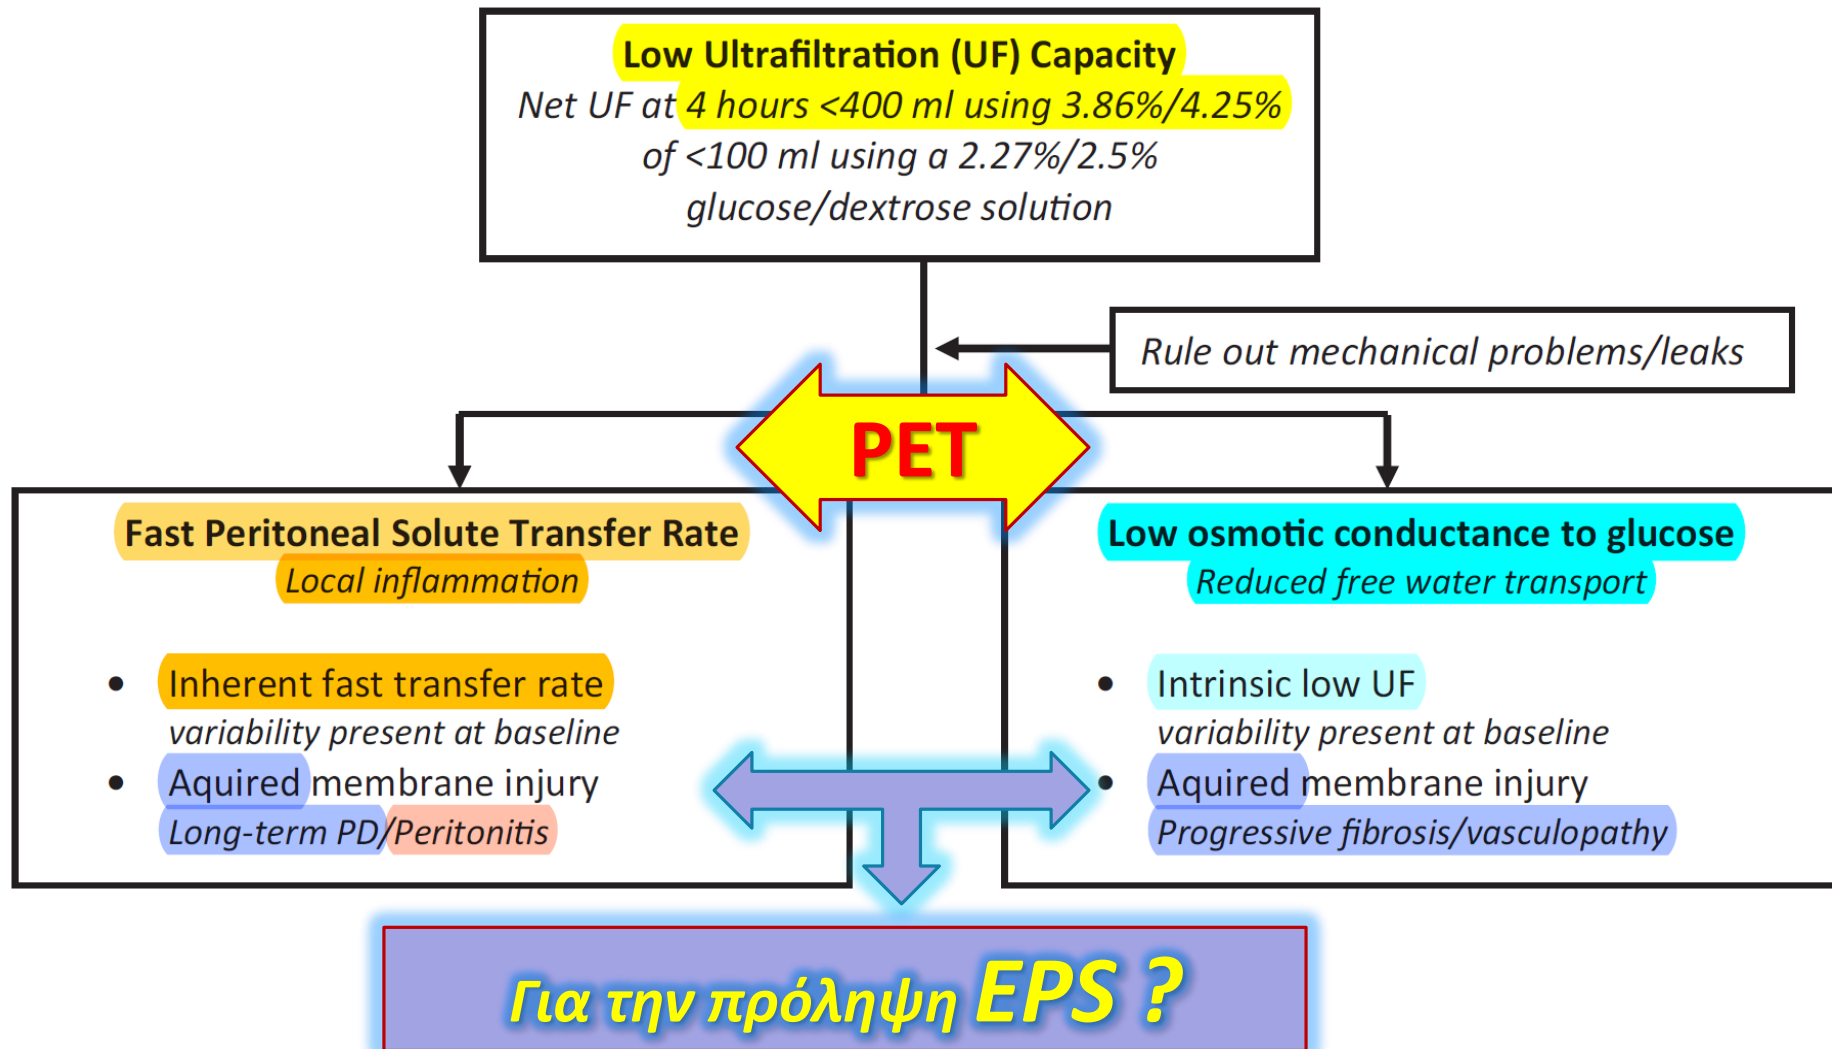 Low Ultrafiltration (UF) Capacity
Net UF at 4 hours <400 ml using 3.86%/4.25%
of <100 ml using a 2.27%/2.5%
glucose/dextrose solution
Rule out mechanical problems/leaks
PET
Fast Peritoneal Solute Transfer Rate
Local inflammation
• Inherent fast transfer rate
variability present at baseline
• Aquired membrane injury
Long-term PD/Peritonitis
Low osmotic conductance to glucose
Reduced free water transport
• Intrinsic low UF
variability present at baseline
• Aquired membrane injury
Progressive fibrosis/vasculopathy
Για την πρόληψη EPS ?